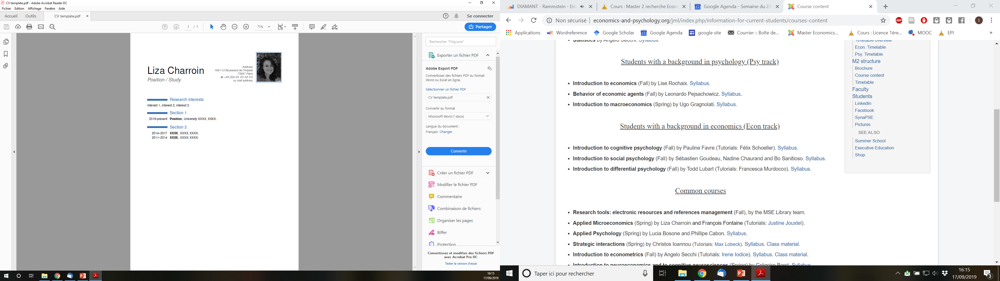 CV template.pdf - Adobe Acrobat Reader DC
Fichier Edition Affichage Fenêtre Aide
Accueil Outils CV template.pdf × Se connecter
1 / 1 71% Partager
Liza Charroin
Position / Study
Address
106-112 Boulevard de l'Hôpital
75647 Paris
+33 (0)6 XX XX XX XX
mail address
Research interests
Interest 1, interest 2, interest 3.
Section 1
2019-present Position, University XXXX, XXXX.
Section 2
2014–2017 XXXX, XXXX, XXXX.
2011–2014 XXXX, XXXX, XXXX.
Rechercher "Filigrane"
Exporter un fichier PDF
Adobe Export PDF
Convertissez des fichiers PDF au format
Word ou Excel en ligne.
Sélectionner un fichier PDF
CV template.pdf
Convertir au format
Microsoft Word (*.docx)
Langue du document :
Français Changer
Convertir
Créer un fichier PDF
Modifier le fichier PDF
Commentaire
Combinaison de fichiers
Organiser les pages
Biffer
Protection
Convertissez et modifiez des fichiers PDF
avec Acrobat Pro DC
Tester la version d'essai
16:15
17/09/2019
DIAMANT - Rammstein - De Cours : Master 2 recherche Econ Google Agenda - Semaine du 23 Course content
Non sécurisé | economics-and-psychology.org/jml/index.php/information-for-current-students/courses-content
ABP I
Applications Wordreference Google Scholar Google Agenda google site Courrier :: Boîte de... Master Economics... Cours : Licence 1ère... MOOC EPI »
Statistics by Angelo Secchi. Syllabus.
Students with a background in psychology (Psy track)
• Introduction to economics (Fall) by Lise Rochaix. Syllabus.
• Behavior of economic agents (Fall) by Leonardo Pejsachowicz. Syllabus.
• Introduction to macroeconomics (Spring) by Ugo Gragnolati. Syllabus.
Students with a background in economics (Econ track)
• Introduction to cognitive psychology (Fall) by Pauline Favre (Tutorials: Félix Schoeller). Syllabus.
• Introduction to social psychology (Fall) by Sébastien Goudeau, Nadine Chaurand and Bo Sanitioso. Syllabus.
• Introduction to differential psychology (Fall) by Todd Lubart (Tutorials: Francesca Murdocco). Syllabus.
Common courses
• Research tools: electronic resources and references management (Fall), by the MSE Library team.
• Applied Microeconomics (Spring) by Liza Charroin and François Fontaine (Tutorials: Justine Jouxtel).
• Applied Psychology (Spring) by Lucia Bosone and Phillipe Cabon. Syllabus.
• Strategic interactions (Spring) by Christos Ioannou (Tutorials: Max Lobeck). Syllabus. Class material.
• Introduction to econometrics (Fall) by Angelo Secchi (Tutorials: Irene Iodice). Syllabus. Class material.
Introduction to neuroeconomics and to cognitive neurosciences (Spring) by Grégoire Borst. Syllabus
Timetable overview
Econ. Timetable
Psy. Timetable
M2 structure
Brochure
Course content
Timetable
Faculty
Students
LinkedIn
Facebook
SynaPSE
Pictures
SEE ALSO
Summer School
Executive Education
Shop
Taper ici pour rechercher
16:15
17/09/2019
3